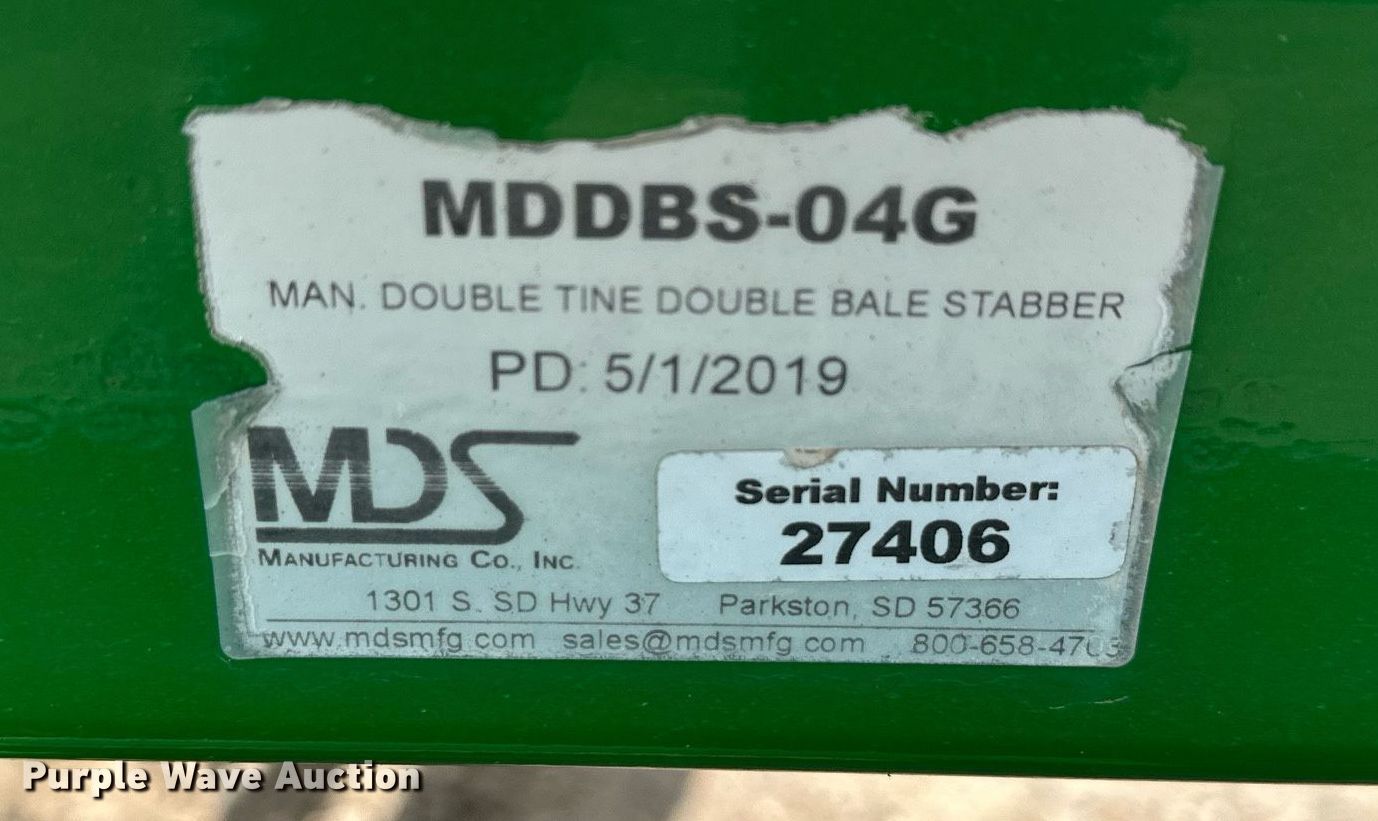 MDDBS-04G
MAN. DOUBLE TINE DOUBLE BALE STABBER
PD: 5/1/2019
MDS
MANUFACTURING CO., INC.
Serial Number:
27406
1301 S. SD Hwy 37 Parkston, SD 57366
www.mdsmfg.com sales@mdsmfg.com
Purple Wave Auction